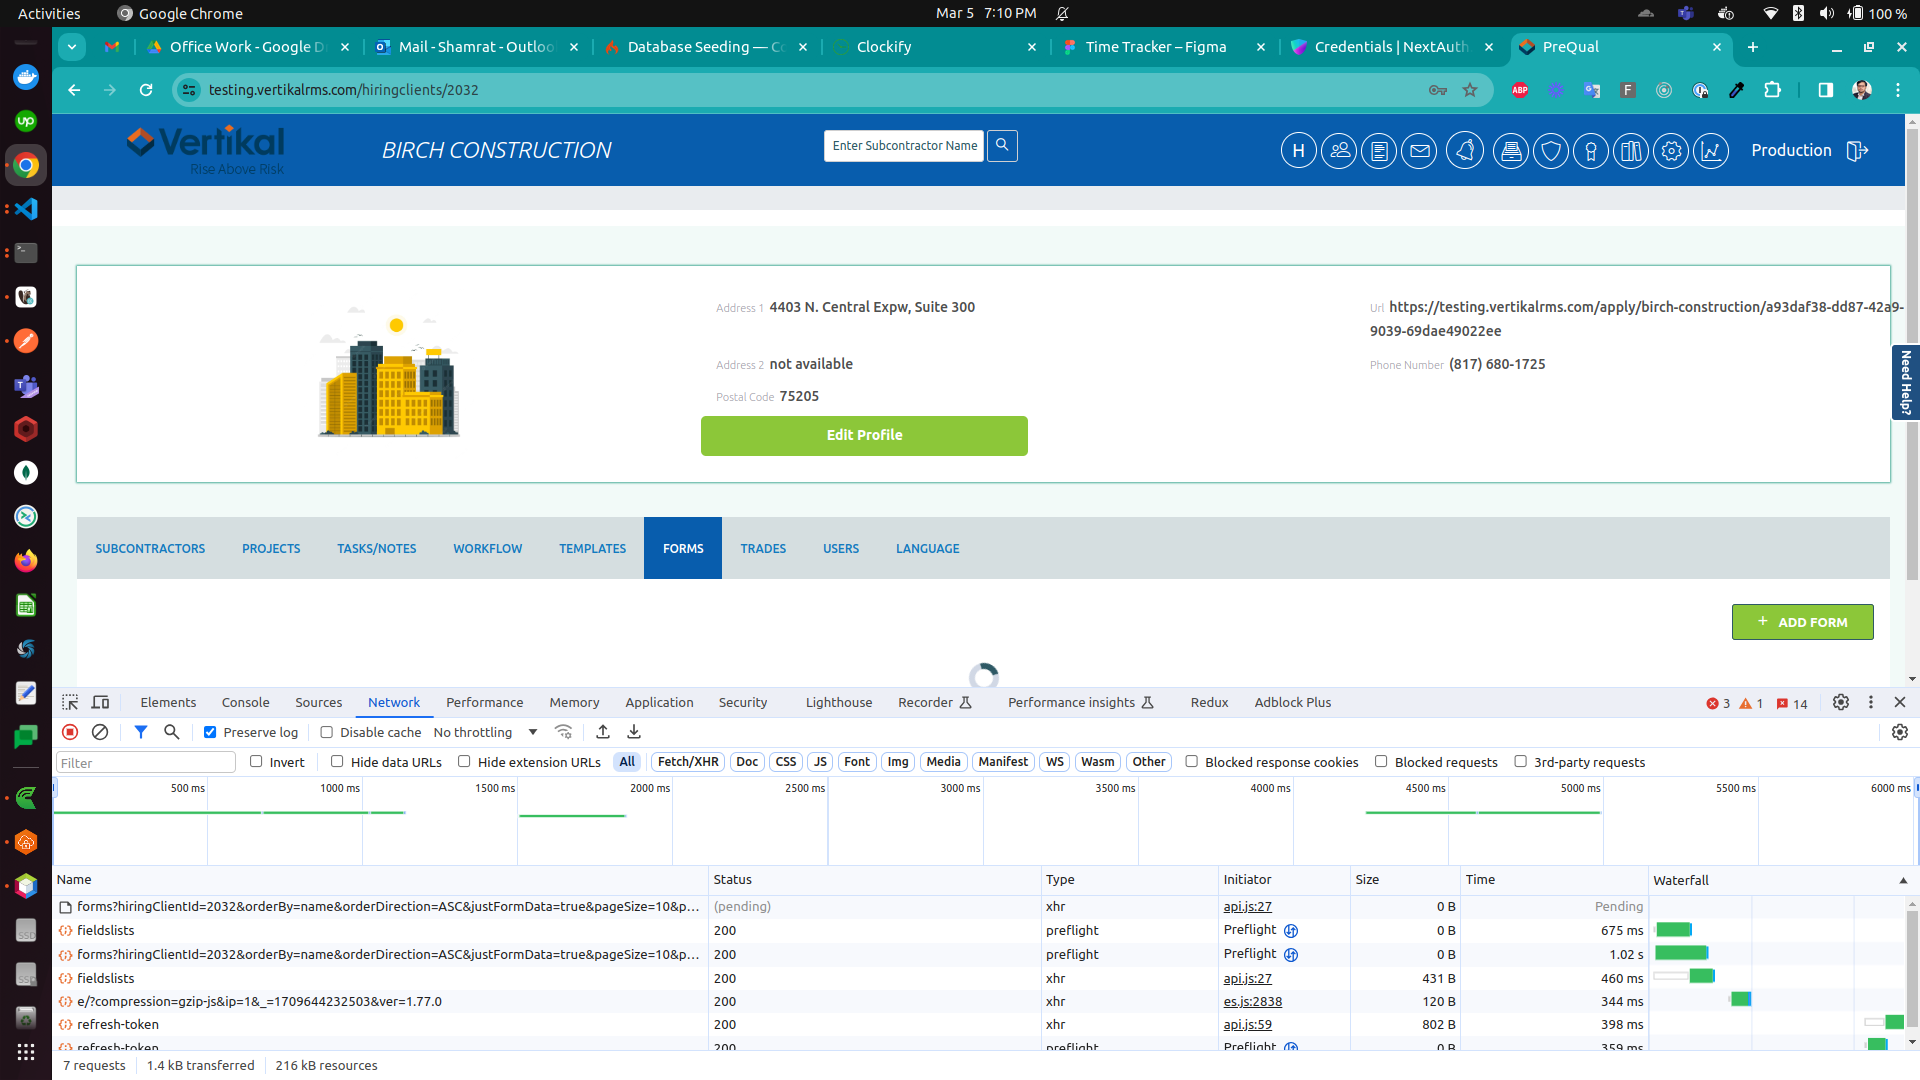 Activities
Google Chrome
Mar 5 7:10 PM
100 %
Office Work - Google D
Mail - Shamrat - Outloo
Database Seeding — Co
Clockify
Time Tracker – Figma
Credentials | NextAuth
PreQual
testing.vertikalrms.com/hiringclients/2032
ABP
F
Vertikal
Rise Above Risk
BIRCH CONSTRUCTION
Enter Subcontractor Name
H
Production
Address 1 4403 N. Central Expw, Suite 300
Url https://testing.vertikalrms.com/apply/birch-construction/a93daf38-dd87-42a9-
9039-69dae49022ee
Address 2 not available
Phone Number (817) 680-1725
Postal Code 75205
Edit Profile
Need Help?
SUBCONTRACTORS PROJECTS TASKS/NOTES WORKFLOW TEMPLATES FORMS TRADES USERS LANGUAGE
+ ADD FORM
Elements Console Sources Network Performance Memory Application Security Lighthouse Recorder Performance insights Redux Adblock Plus 3 1 14
Preserve log Disable cache No throttling
Filter Invert Hide data URLs Hide extension URLs All Fetch/XHR Doc CSS JS Font Img Media Manifest WS Wasm Other Blocked response cookies Blocked requests 3rd-party requests
500 ms 1000 ms 1500 ms 2000 ms 2500 ms 3000 ms 3500 ms 4000 ms 4500 ms 5000 ms 5500 ms 6000 ms
Name Status Type Initiator Size Time Waterfall
forms?hiringClientId=2032&orderBy=name&orderDirection=ASC&justFormData=true&pageSize=10&p... (pending) xhr api.js:27 0 B Pending
fieldslists 200 preflight Preflight 0 B 675 ms
forms?hiringClientId=2032&orderBy=name&orderDirection=ASC&justFormData=true&pageSize=10&p... 200 preflight Preflight 0 B 1.02 s
fieldslists 200 xhr api.js:27 431 B 460 ms
e/?compression=gzip-js&ip=1&_=1709644232503&ver=1.77.0 200 xhr es.js:2838 120 B 344 ms
refresh-token 200 xhr api.js:59 802 B 398 ms
refresh-token 200 preflight Preflight 0 B 359 ms
7 requests 1.4 kB transferred 216 kB resources